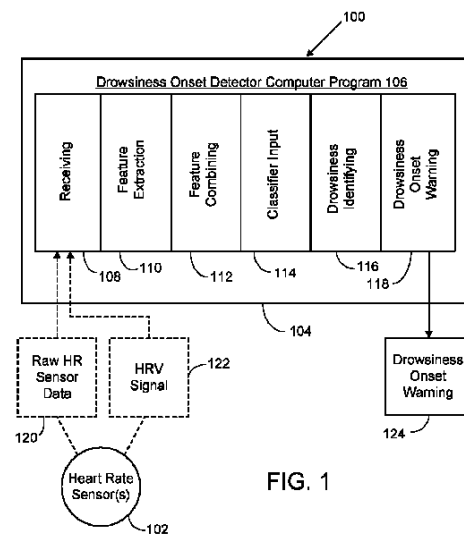 100
Drowsiness Onset Detector Computer Program 106
Receiving
Feature
Extraction
Feature
Combining
Classifier Input
Drowsiness
Identifying
Drowsiness
Onset
Warning
108
110
112
114
116
118
104
Raw HR
Sensor
Data
120
HRV
Signal
122
Drowsiness
Onset
Warning
124
Heart Rate
Sensor(s)
102
FIG. 1